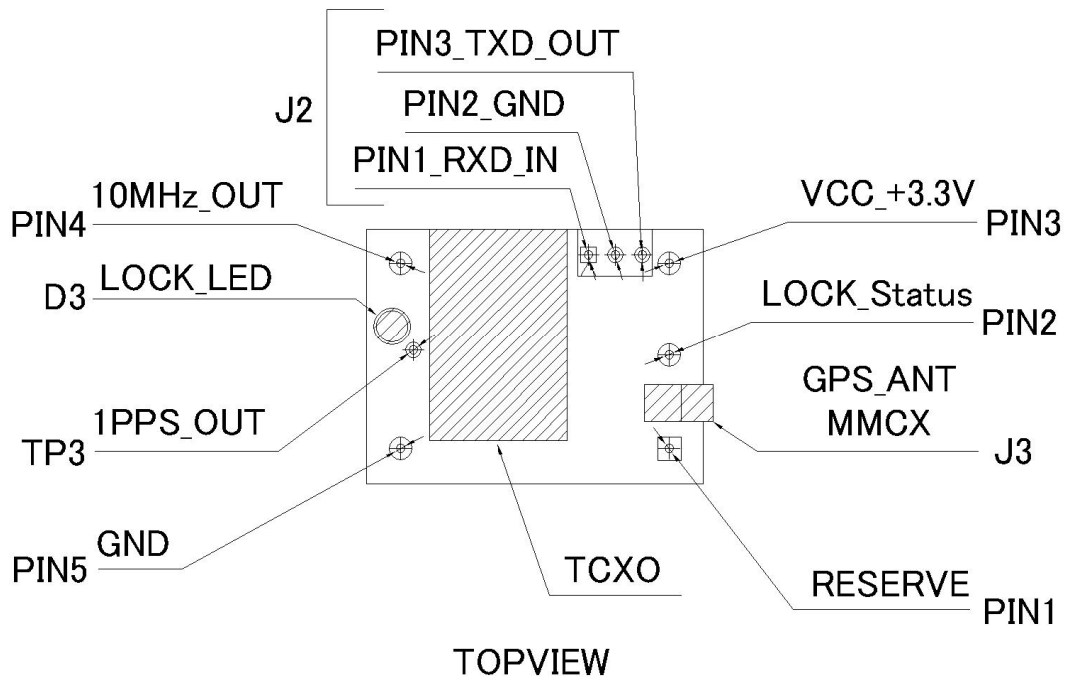 PIN3_TXD_OUT
J2
PIN2_GND
PIN1_RXD_IN
10MHz_OUT
PIN4
VCC_+3.3V
PIN3
LOCK_LED
D3
LOCK_Status
PIN2
GPS_ANT
MMCX
J3
1PPS_OUT
TP3
GND
PIN5
TCXO
RESERVE
PIN1
TOPVIEW